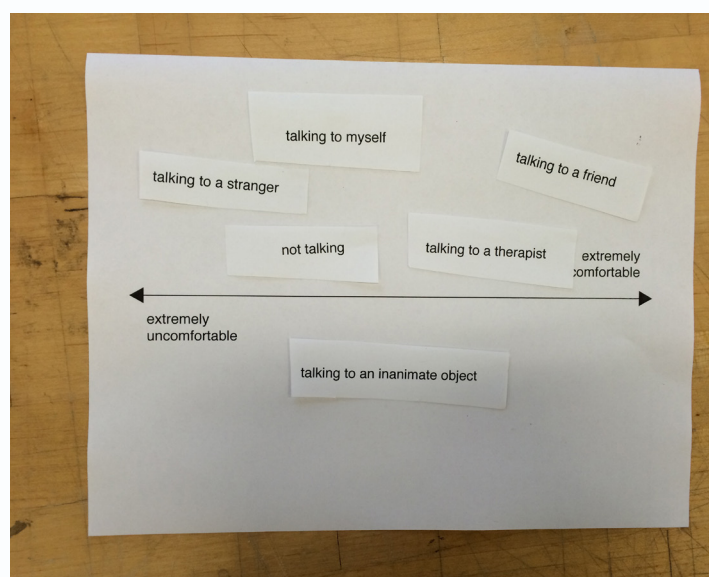 talking to myself
talking to a friend
talking to a stranger
not talking
talking to a therapist
extremely
comfortable
extremely
uncomfortable
talking to an inanimate object